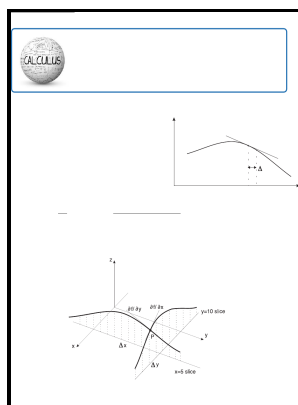 CALCULUS
Δ
z
∂f/∂y
∂f/∂x
y=10 slice
P
y
x
Δx
Δy
x=5 slice